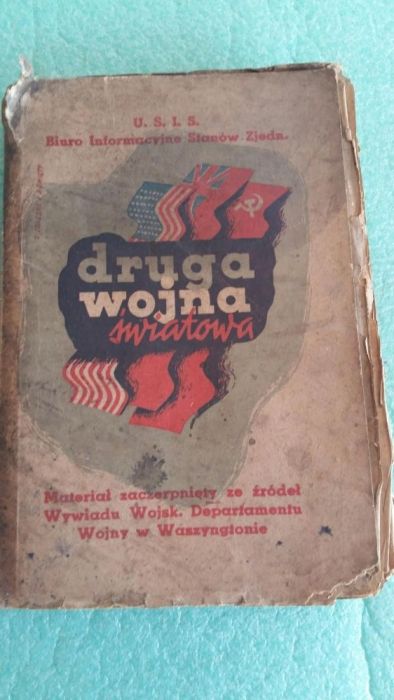 U. S. I. S.
Biuro Informacyjne Stanów Zjedn.
druga
wojna
światowa
Materiał zaczerpnięty ze źródeł
Wywiadu Wojsk. Departamentu
Wojny w Waszyngtonie